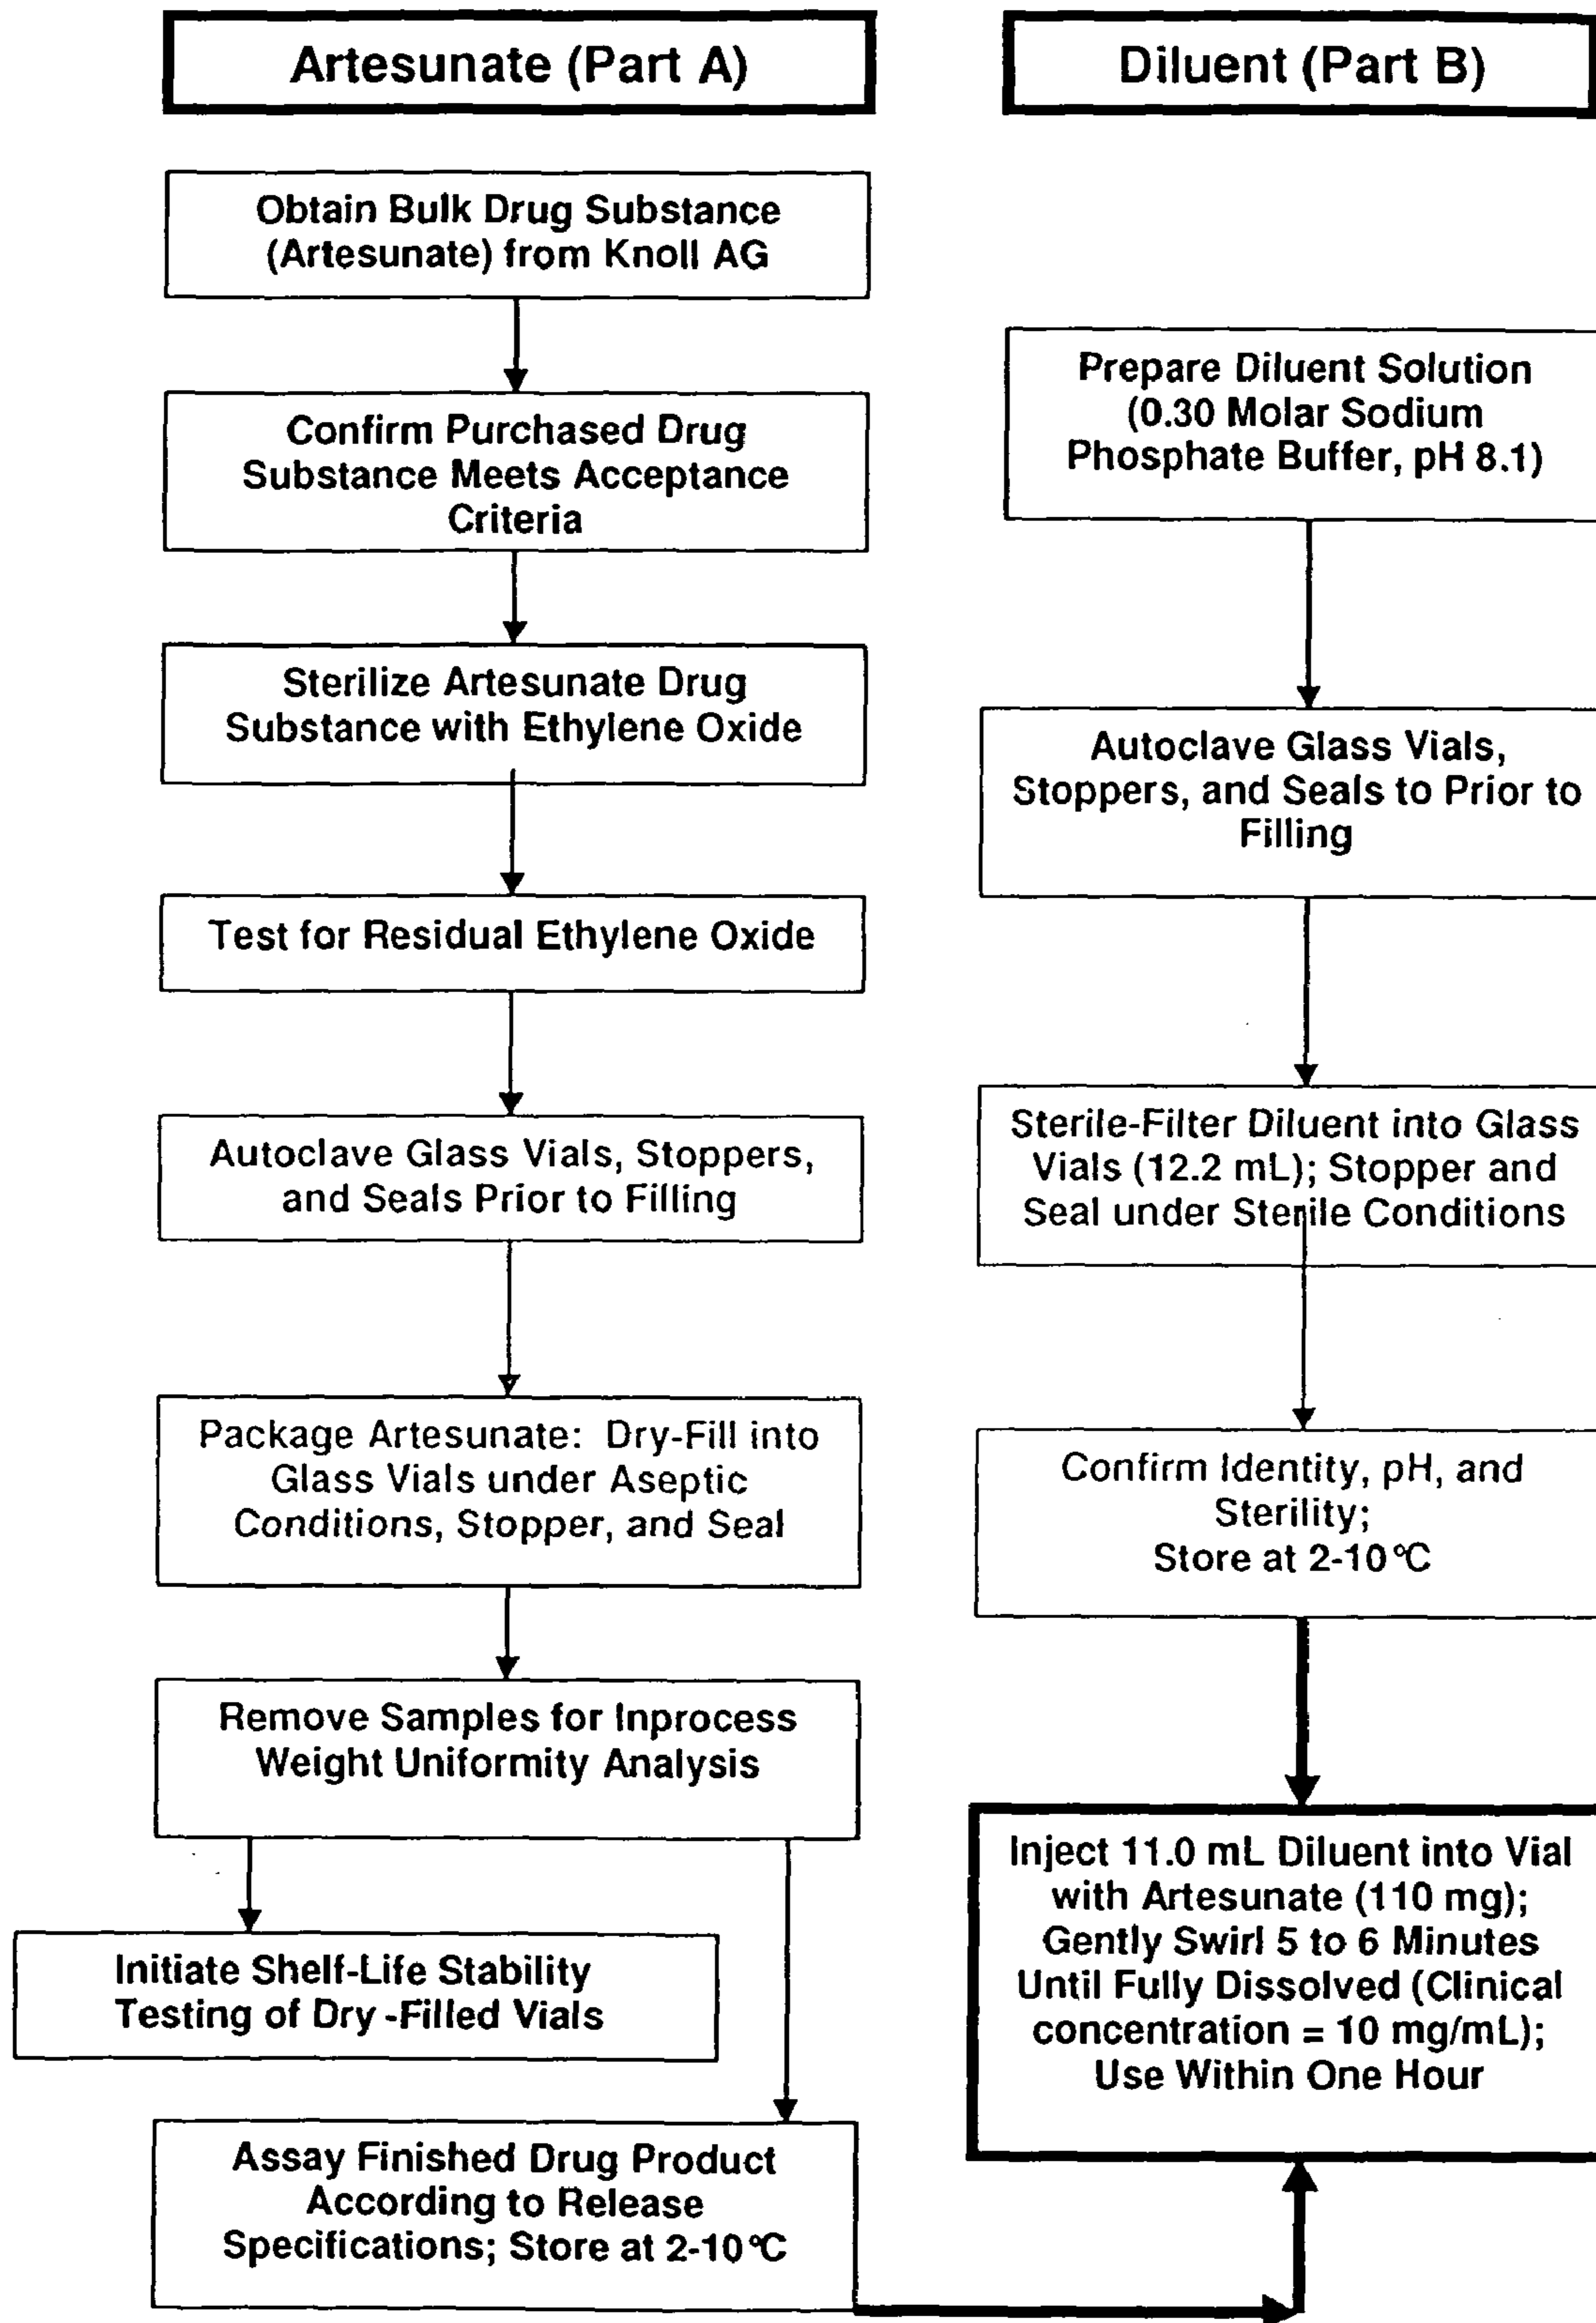 Artesunate (Part A)
Obtain Bulk Drug Substance
(Artesunate) from Knoll AG
Confirm Purchased Drug
Substance Meets Acceptance
Criteria
Sterilize Artesunate Drug
Substance with Ethylene Oxide
Test for Residual Ethylene Oxide
Autoclave Glass Vials, Stoppers,
and Seals Prior to Filling
Package Artesunate: Dry-Fill into
Glass Vials under Aseptic
Conditions, Stopper, and Seal
Remove Samples for Inprocess
Weight Uniformity Analysis
Initiate Shelf-Life Stability
Testing of Dry -Filled Vials
Assay Finished Drug Product
According to Release
Specifications; Store at 2-10°C
Diluent (Part B)
Prepare Diluent Solution
(0.30 Molar Sodium
Phosphate Buffer, pH 8.1)
Autoclave Glass Vials,
Stoppers, and Seals to Prior to
Filling
Sterile-Filter Diluent into Glass
Vials (12.2 mL); Stopper and
Seal under Sterile Conditions
Confirm Identity, pH, and
Sterility;
Store at 2-10°C
Inject 11.0 mL Diluent into Vial
with Artesunate (110 mg);
Gently Swirl 5 to 6 Minutes
Until Fully Dissolved (Clinical
concentration = 10 mg/mL);
Use Within One Hour